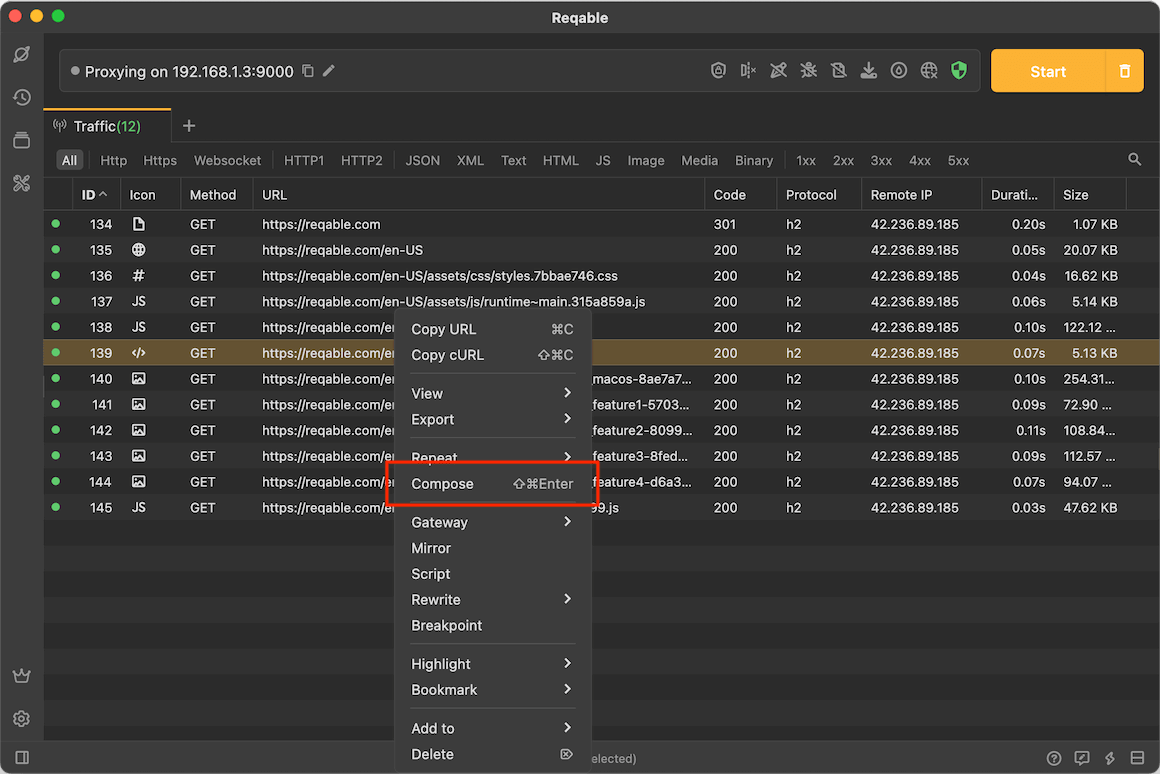 Reqable
Proxying on 192.168.1.3:9000
Start
Traffic(12)
All Http Https Websocket HTTP1 HTTP2 JSON XML Text HTML JS Image Media Binary 1xx 2xx 3xx 4xx 5xx
ID Icon Method URL Code Protocol Remote IP Durati... Size
134 GET https://reqable.com 301 h2 42.236.89.185 0.20s 1.07 KB
135 GET https://reqable.com/en-US 200 h2 42.236.89.185 0.05s 20.07 KB
136 # GET https://reqable.com/en-US/assets/css/styles.7bbae746.css 200 h2 42.236.89.185 0.04s 16.62 KB
137 JS GET https://reqable.com/en-US/assets/js/runtime~main.315a859a.js 200 h2 42.236.89.185 0.06s 5.14 KB
138 JS GET https://reqable.com/en 200 h2 42.236.89.185 0.10s 122.12 ...
139 </> GET https://reqable.com/en 200 h2 42.236.89.185 0.07s 5.13 KB
140 GET https://reqable.com/en _macos-8ae7a7... 200 h2 42.236.89.185 0.10s 254.31...
141 GET https://reqable.com/en _feature1-5703... 200 h2 42.236.89.185 0.09s 72.90 ...
142 GET https://reqable.com/en _feature2-8099... 200 h2 42.236.89.185 0.11s 108.84...
143 GET https://reqable.com/en _feature3-8fed... 200 h2 42.236.89.185 0.09s 112.57 ...
144 GET https://reqable.com/en _feature4-d6a3... 200 h2 42.236.89.185 0.07s 94.07 ...
145 JS GET https://reqable.com/en 99.js 200 h2 42.236.89.185 0.03s 47.62 KB
Copy URL ⌘C
Copy cURL ⇧⌘C
View
Export
Repeat
Compose ⇧⌘Enter
Gateway
Mirror
Script
Rewrite
Breakpoint
Highlight
Bookmark
Add to
Delete ⌦
elected)